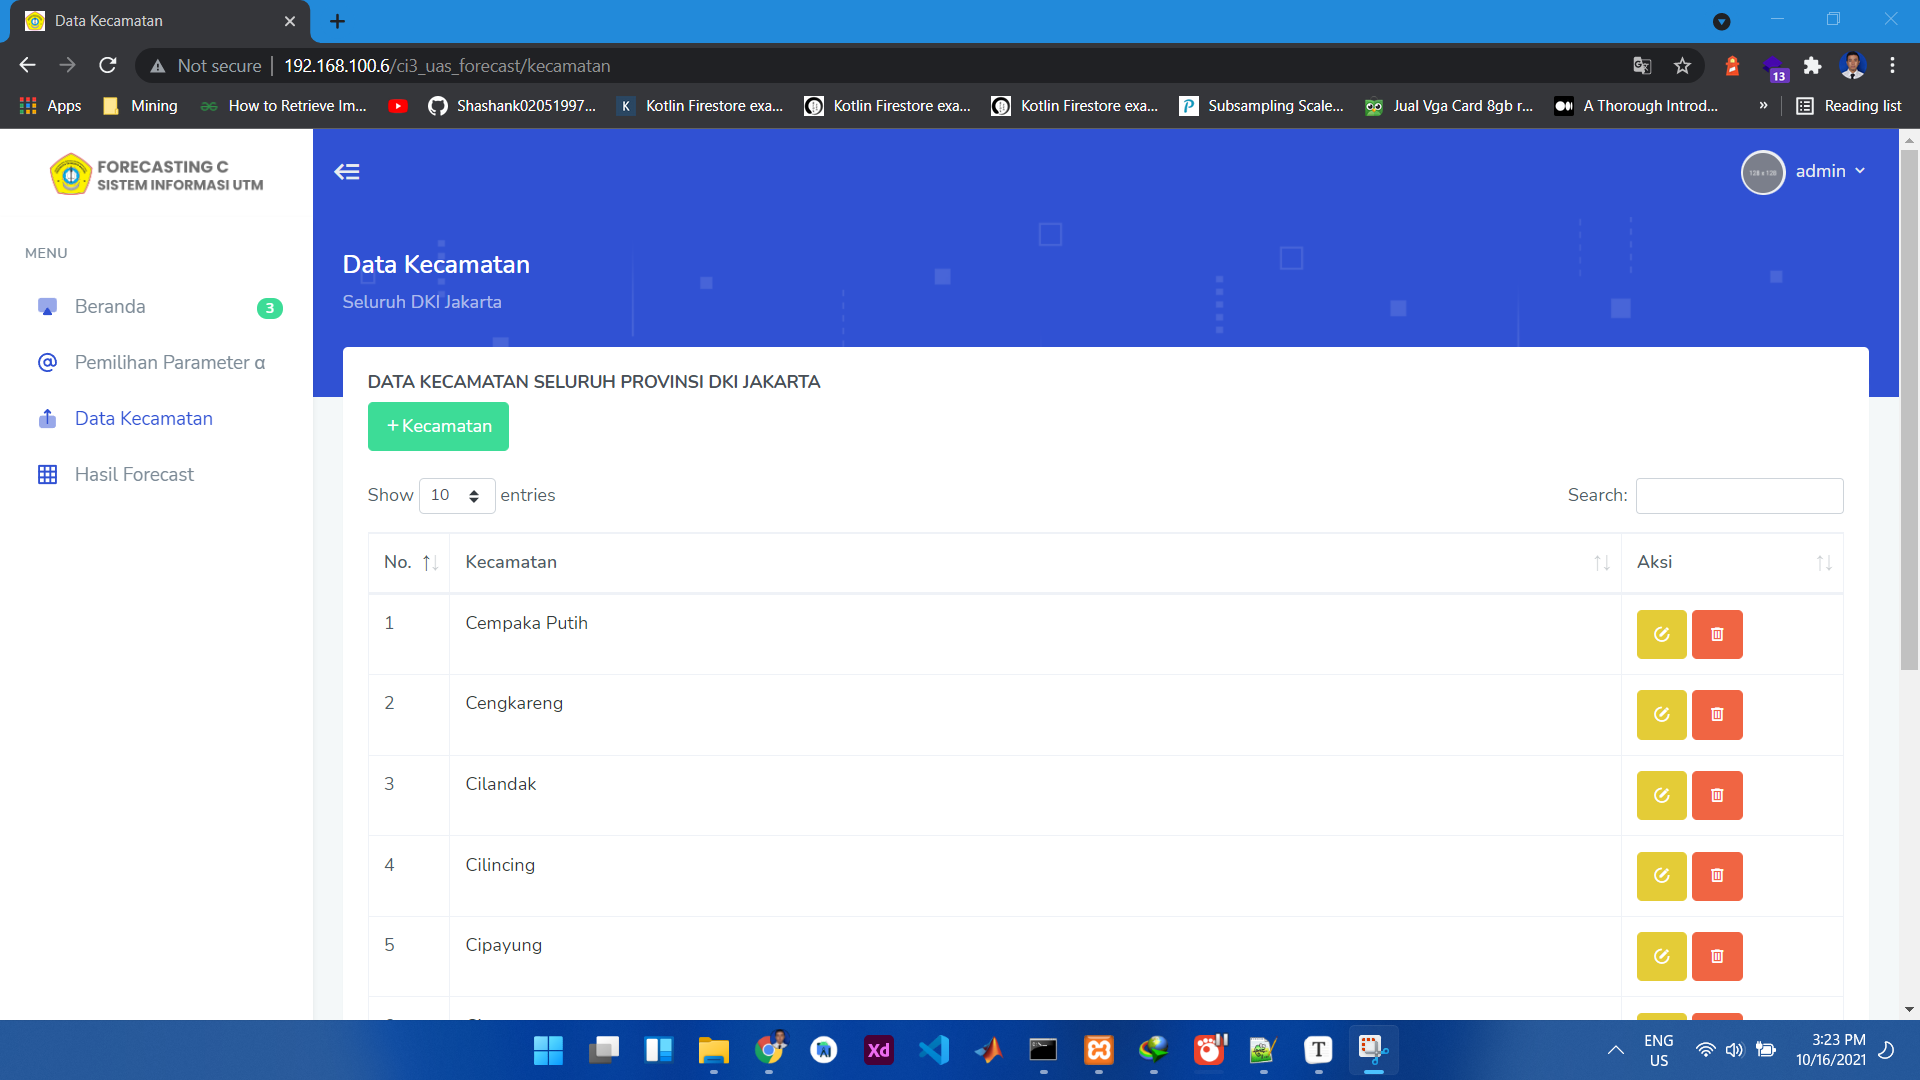 Data Kecamatan
Not secure | 192.168.100.6/ci3_uas_forecast/kecamatan
13
Apps Mining How to Retrieve Im... Shashank02051997... Kotlin Firestore exa... Kotlin Firestore exa... Kotlin Firestore exa... Subsampling Scale... Jual Vga Card 8gb r... A Thorough Introd... » Reading list
FORECASTING C
SISTEM INFORMASI UTM
128 x 128
admin
MENU
Beranda 3
Pemilihan Parameter α
Data Kecamatan
Hasil Forecast
Data Kecamatan
Seluruh DKI Jakarta
DATA KECAMATAN SELURUH PROVINSI DKI JAKARTA
+ Kecamatan
Show 10 entries
Search:
No. Kecamatan Aksi
1 Cempaka Putih
2 Cengkareng
3 Cilandak
4 Cilincing
5 Cipayung
Xd
T
ENG
US
3:23 PM
10/16/2021